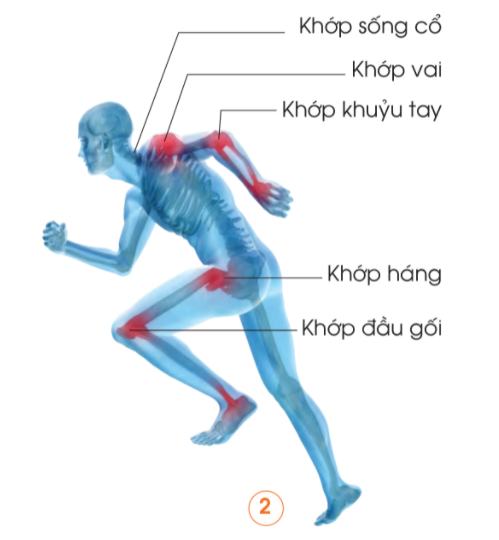 Khớp sống cổ
Khớp vai
Khớp khuỷu tay
Khớp háng
Khớp đầu gối
2